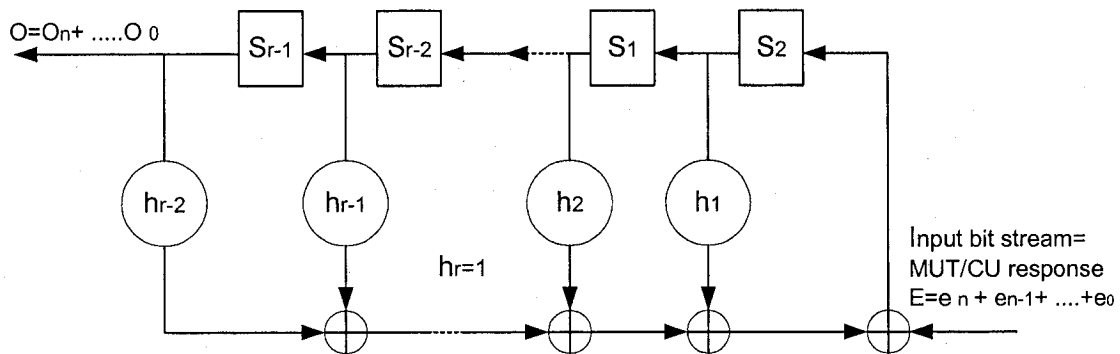 O=On+ .....O 0
Sr-1
Sr-2
S1
S2
hr-2
hr-1
h2
h1
hr=1
Input bit stream=
MUT/CU response
E=e n + en-1+ ....+e0